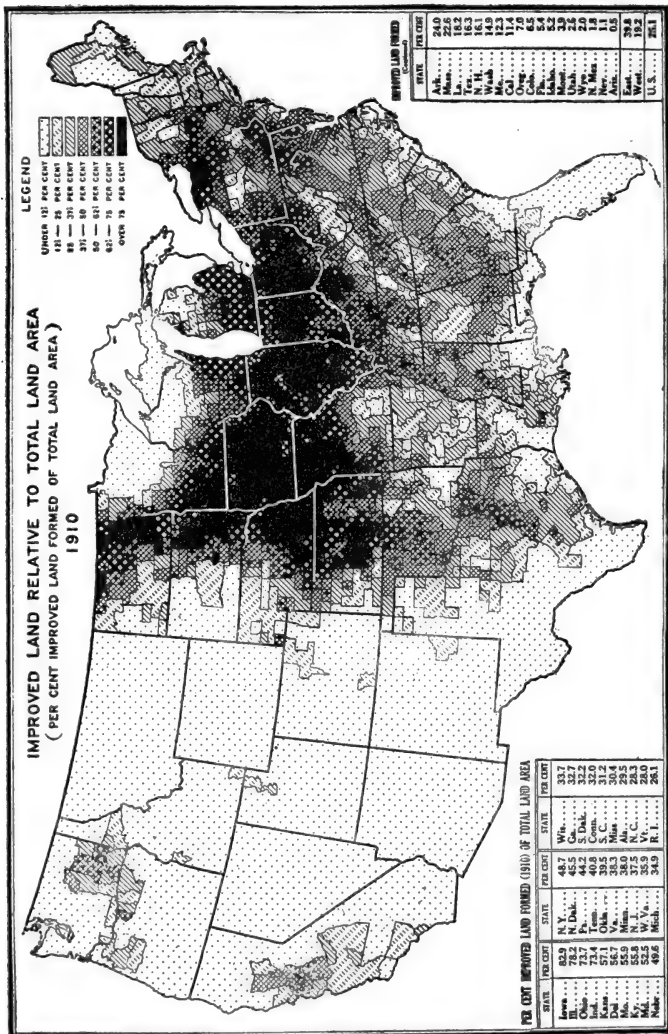 IMPROVED LAND RELATIVE TO TOTAL LAND AREA
(PER CENT IMPROVED LAND FORMED OF TOTAL LAND AREA)
1910
LEGEND
UNDER 12½ PER CENT
12½ — 25 PER CENT
25 — 37½ PER CENT
37½ — 50 PER CENT
50 — 62½ PER CENT
62½ — 75 PER CENT
OVER 75 PER CENT
PER CENT IMPROVED LAND FORMED (1910) OF TOTAL LAND AREA
STATE PER CENT STATE PER CENT STATE PER CENT
Iowa 82.9 N. Y. 48.7 Wis. 33.7
Ill. 78.2 N. Dak. 45.5 Ga. 32.7
Ohio 73.7 Pa. 44.2 S. Dak. 32.2
Ind. 73.4 Tenn. 40.8 Conn. 32.0
Kans. 57.1 Okla. 39.5 S. C. 31.2
Del. 56.7 Va. 38.3 Miss 30.4
Mo. 55.9 Minn. 38.0 Ala. 29.5
Ky. 55.8 N. J. 37.5 N. C. 28.3
Md. 52.5 W. Va. 35.9 Vt. 28.0
Nebr. 49.6 Mich. 34.9 R. I. 26.1
IMPROVED LAND FORMED
(Continued)
STATE PER CENT
Ark. 24.0
Mass. 22.6
La. 18.2
Tex. 16.3
N. H. 16.1
Wash. 14.9
Me. 12.3
Cal. 11.4
Oreg. 7.0
Colo. 6.5
Fla. 5.4
Idaho 5.2
Mont. 3.9
Utah. 2.6
Wyo. 2.0
N. Mex. 1.8
Nev. 1.1
Ariz. 0.5
East. 39.8
West. 19.2
U. S. 25.1